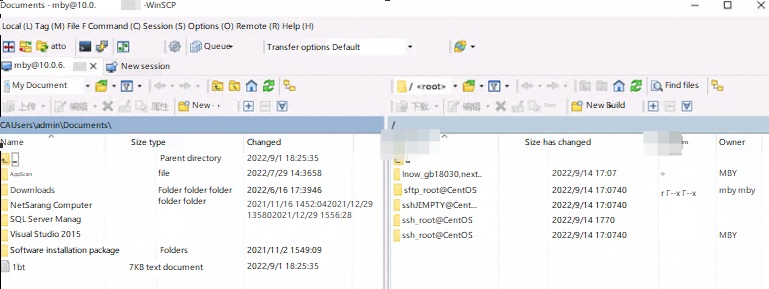 Documents - mby@10.0. -WinSCP
Local (L) Tag (M) File F Command (C) Session (S) Options (O) Remote (R) Help (H)
atto Queue Transfer options Default
mby@10.0.6. New session
My Document / <root> Find files
上传 编辑 属性 New 下载 编辑 New Build
CAUsers\admin\Documents\ /
Name Size type Changed Size has changed Owner
Parent directory 2022/9/1 18:25:35 ..
AppScan file 2022/7/29 14:3658 lnow_gb18030,next.. 2022/9/14 17:07 MBY
Downloads Folder folder folder 2022/6/16 17:3946 sftp_root@CentOS 2022/9/14 17:0740 mby mby
NetSarang Computer folder folder 2021/11/16 1452:042021/12/29 sshJEMPTY@Cent... 2022/9/14 17:0740
SQL Server Manag 135802021/12/29 1556:28 ssh_root@CentOS 2022/9/14 1770
Visual Studio 2015 ssh_root@CentOS 2022/9/14 17:0740 MBY
Software installation package Folders 2021/11/2 1549:09
1bt 7KB text document 2022/9/1 18:25:35